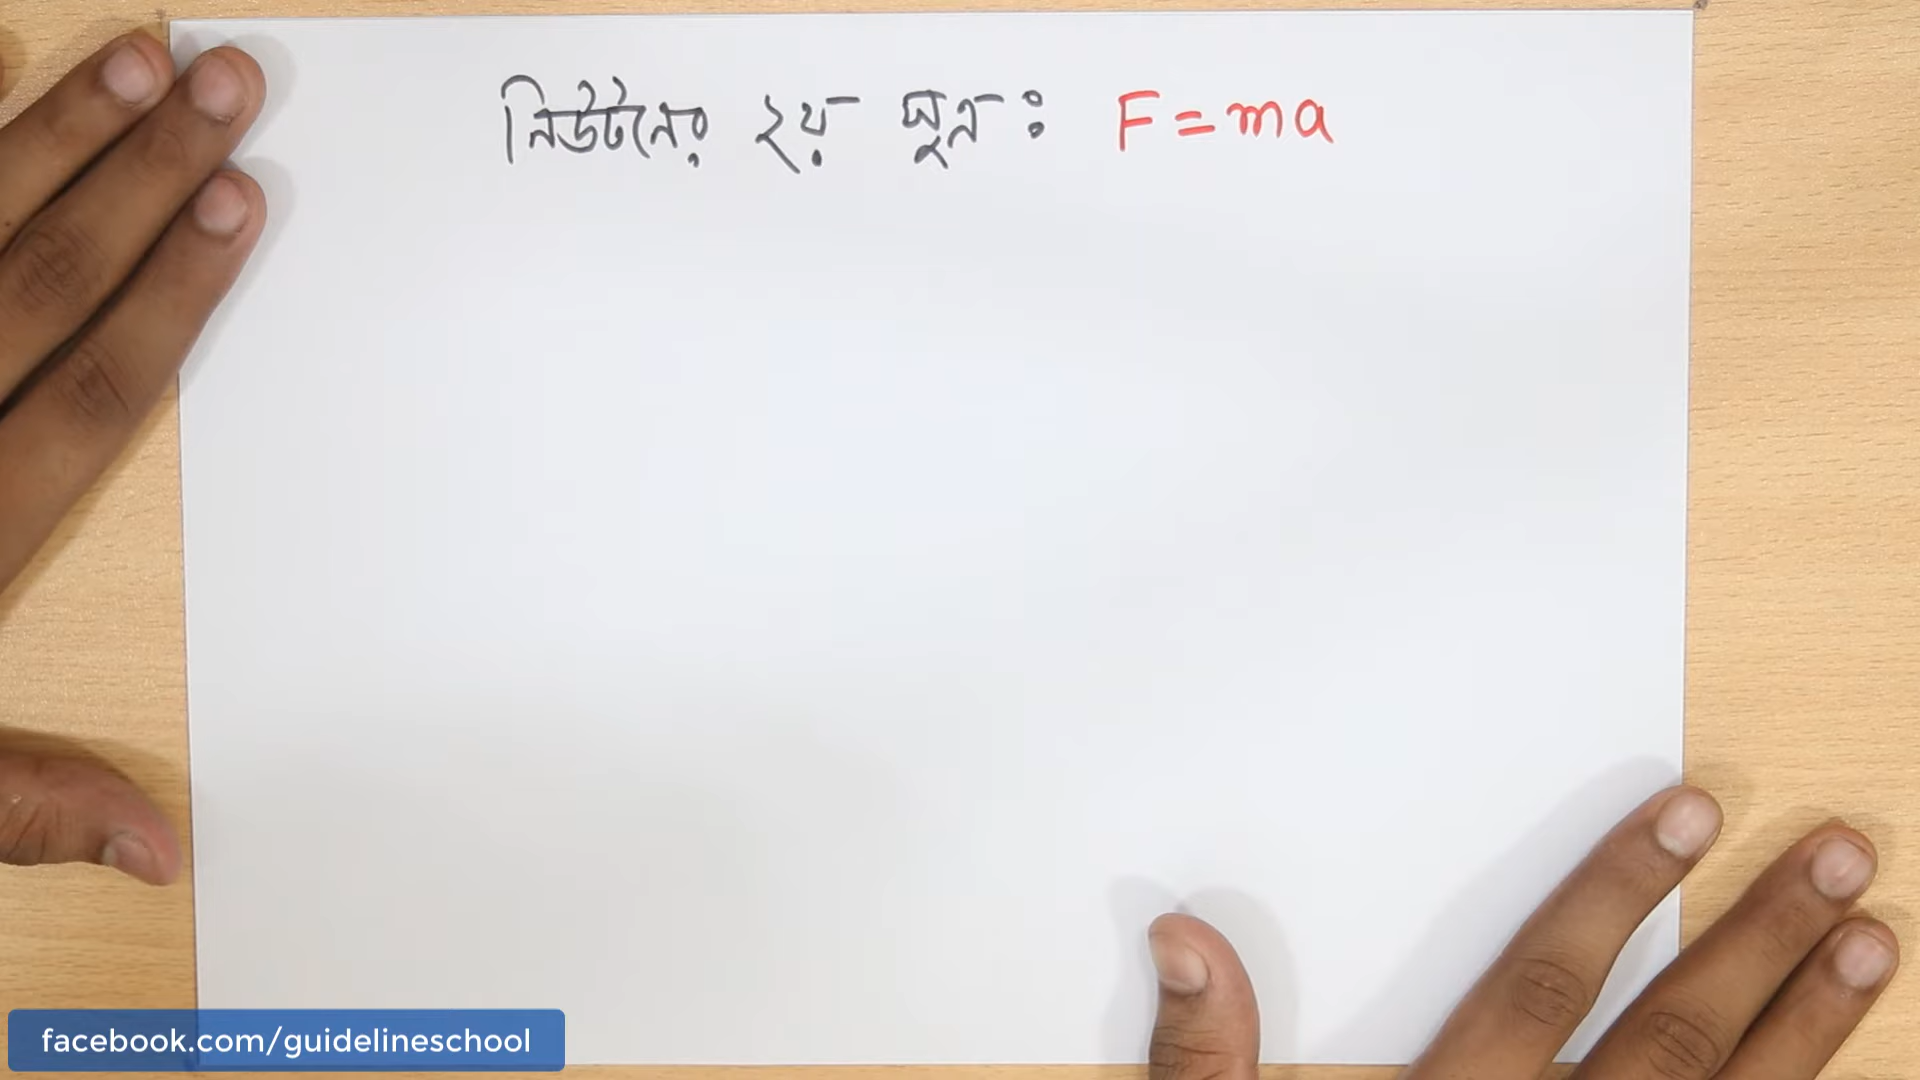 নিউটনের ২য় সূত্র : F = ma
facebook.com/guidelineschool